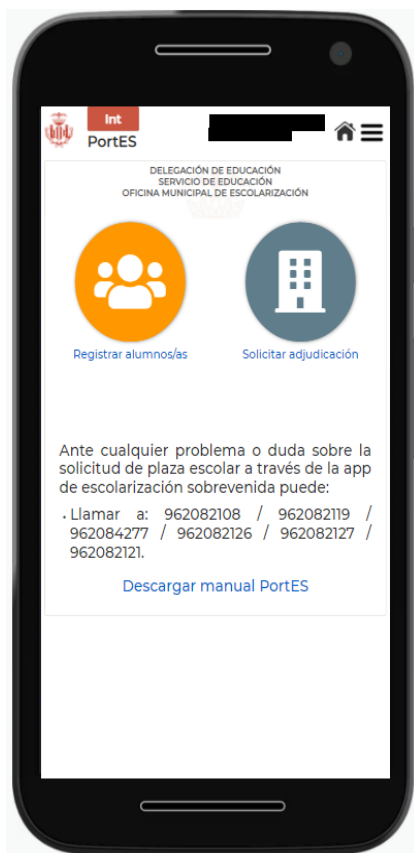 Int
PortES
DELEGACIÓN DE EDUCACIÓN
SERVICIO DE EDUCACIÓN
OFICINA MUNICIPAL DE ESCOLARIZACIÓN
Registrar alumnos/as
Solicitar adjudicación
Ante cualquier problema o duda sobre la
solicitud de plaza escolar a través de la app
de escolarización sobrevenida puede:
• Llamar a: 962082108 / 962082119 /
962084277 / 962082126 / 962082127 /
962082121.
Descargar manual PortES